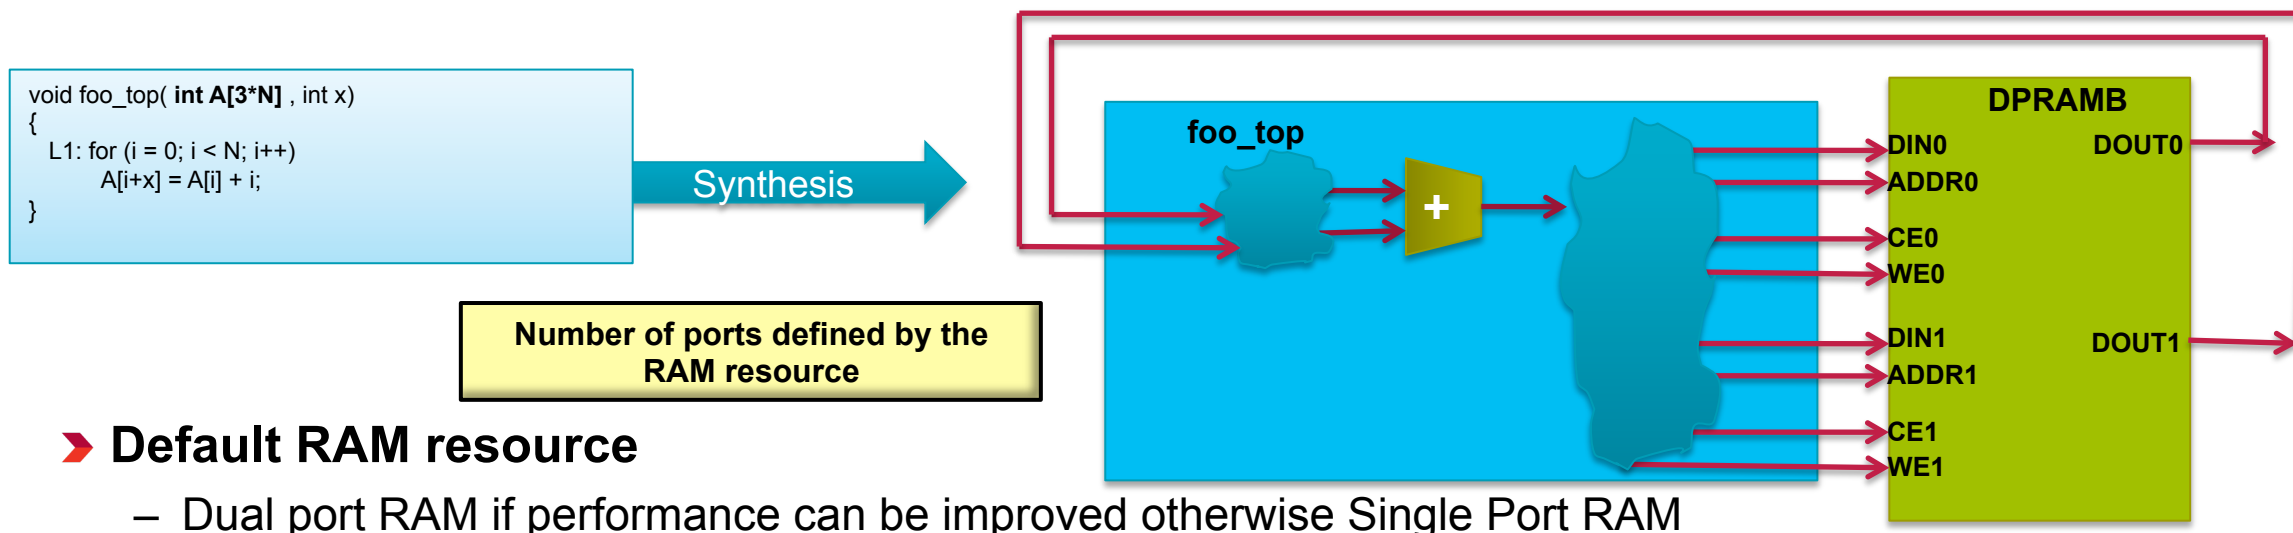 void foo_top( int A[3*N] , int x)
{
L1: for (i = 0; i < N; i++)
A[i+x] = A[i] + i;
}
Synthesis
foo_top
+
DPRAMB
DIN0
DOUT0
ADDR0
CE0
WE0
DIN1
DOUT1
ADDR1
CE1
WE1
Number of ports defined by the
RAM resource
Default RAM resource
– Dual port RAM if performance can be improved otherwise Single Port RAM